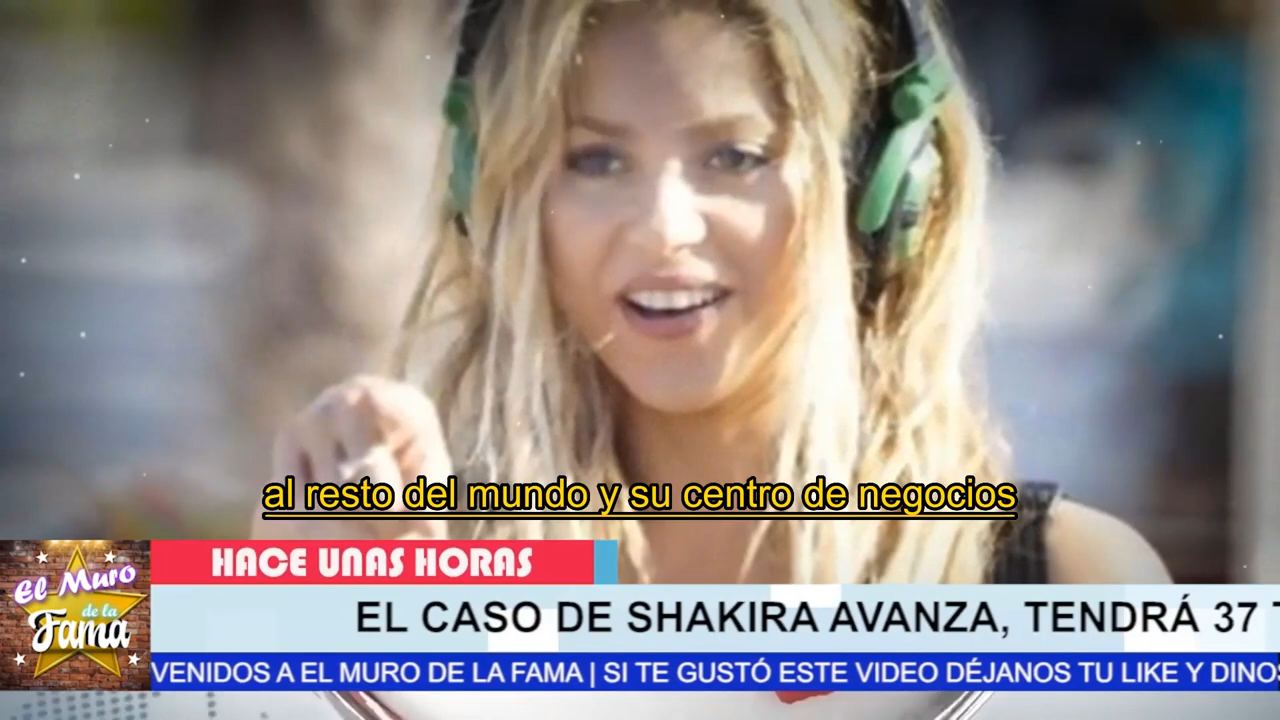 al resto del mundo y su centro de negocios
HACE UNAS HORAS
El Muro
de la
Fama
EL CASO DE SHAKIRA AVANZA, TENDRÁ 37
VENIDOS A EL MURO DE LA FAMA | SI TE GUSTÓ ESTE VIDEO DÉJANOS TU LIKE Y DINOS